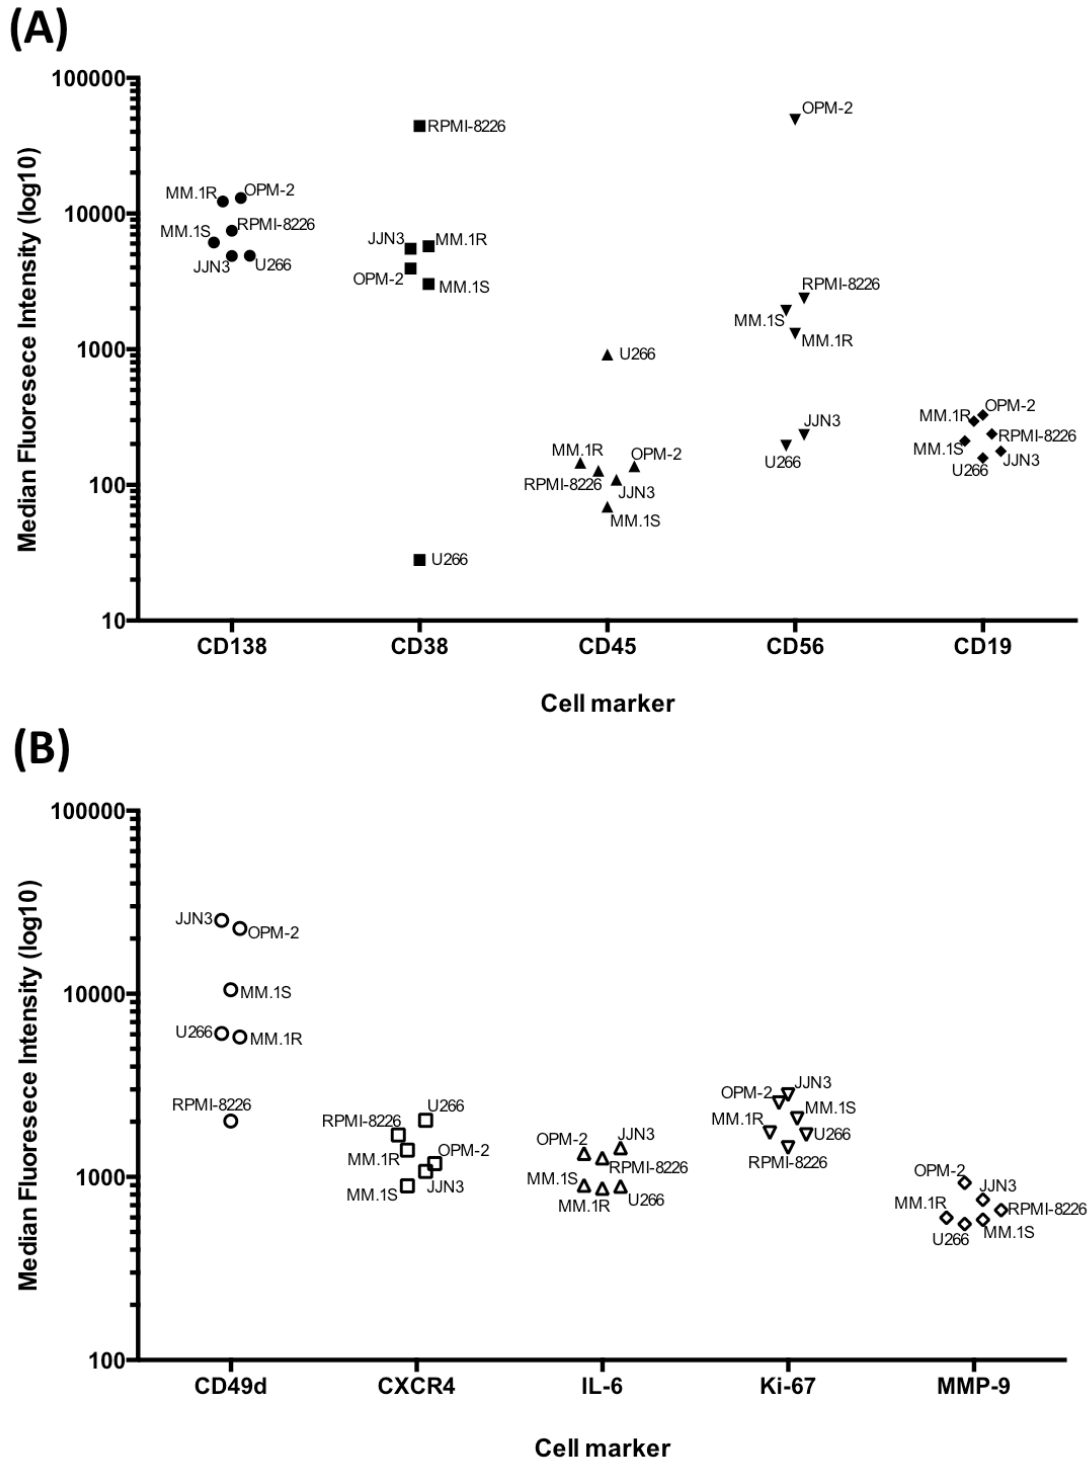 (A)
Median Fluoresece Intensity (log10)
100000
10000
1000
100
10
MM.1R
OPM-2
MM.1S
RPMI-8226
JJN3
U266
RPMI-8226
JJN3
MM.1R
OPM-2
MM.1S
U266
U266
MM.1R
OPM-2
RPMI-8226
JJN3
MM.1S
OPM-2
RPMI-8226
MM.1S
MM.1R
JJN3
U266
OPM-2
MM.1R
RPMI-8226
MM.1S
JJN3
U266
CD138 CD38 CD45 CD56 CD19
Cell marker
(B)
Median Fluoresece Intensity (log10)
100000
10000
1000
100
JJN3
OPM-2
MM.1S
U266
MM.1R
RPMI-8226
U266
RPMI-8226
OPM-2
MM.1R
JJN3
MM.1S
JJN3
OPM-2
RPMI-8226
MM.1S
U266
MM.1R
JJN3
OPM-2
MM.1S
MM.1R
U266
RPMI-8226
OPM-2
JJN3
MM.1R
RPMI-8226
MM.1S
U266
CD49d CXCR4 IL-6 Ki-67 MMP-9
Cell marker